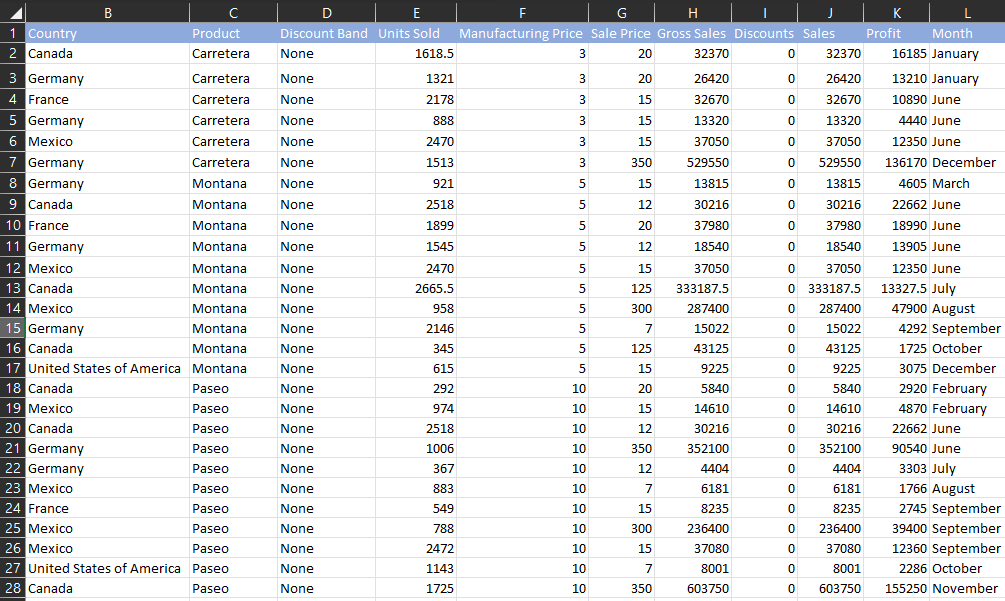 B C D E F G H I J K L
1 Country Product Discount Band Units Sold Manufacturing Price Sale Price Gross Sales Discounts Sales Profit Month
2 Canada Carretera None 1618.5 3 20 32370 0 32370 16185 January
3 Germany Carretera None 1321 3 20 26420 0 26420 13210 January
4 France Carretera None 2178 3 15 32670 0 32670 10890 June
5 Germany Carretera None 888 3 15 13320 0 13320 4440 June
6 Mexico Carretera None 2470 3 15 37050 0 37050 12350 June
7 Germany Carretera None 1513 3 350 529550 0 529550 136170 December
8 Germany Montana None 921 5 15 13815 0 13815 4605 March
9 Canada Montana None 2518 5 12 30216 0 30216 22662 June
10 France Montana None 1899 5 20 37980 0 37980 18990 June
11 Germany Montana None 1545 5 12 18540 0 18540 13905 June
12 Mexico Montana None 2470 5 15 37050 0 37050 12350 June
13 Canada Montana None 2665.5 5 125 333187.5 0 333187.5 13327.5 July
14 Mexico Montana None 958 5 300 287400 0 287400 47900 August
15 Germany Montana None 2146 5 7 15022 0 15022 4292 September
16 Canada Montana None 345 5 125 43125 0 43125 1725 October
17 United States of America Montana None 615 5 15 9225 0 9225 3075 December
18 Canada Paseo None 292 10 20 5840 0 5840 2920 February
19 Mexico Paseo None 974 10 15 14610 0 14610 4870 February
20 Canada Paseo None 2518 10 12 30216 0 30216 22662 June
21 Germany Paseo None 1006 10 350 352100 0 352100 90540 June
22 Germany Paseo None 367 10 12 4404 0 4404 3303 July
23 Mexico Paseo None 883 10 7 6181 0 6181 1766 August
24 France Paseo None 549 10 15 8235 0 8235 2745 September
25 Mexico Paseo None 788 10 300 236400 0 236400 39400 September
26 Mexico Paseo None 2472 10 15 37080 0 37080 12360 September
27 United States of America Paseo None 1143 10 7 8001 0 8001 2286 October
28 Canada Paseo None 1725 10 350 603750 0 603750 155250 November